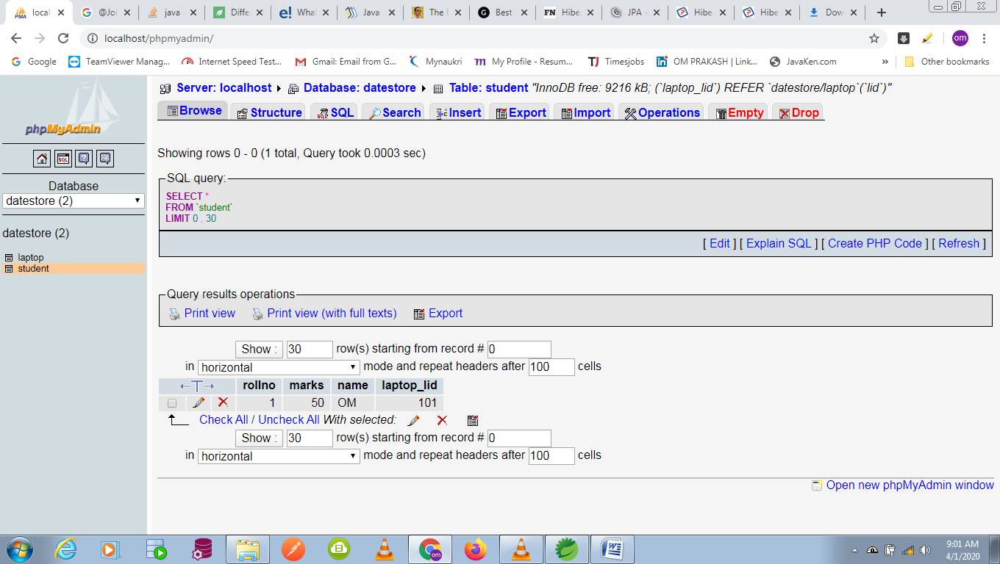 local
@Joi
java
Diffe
What
Java
The L
Best
Hibe
JPA -
Hibe
Hibe
Dow
localhost/phpmyadmin/
om
Google
TeamViewer Manag...
Internet Speed Test...
Gmail: Email from G...
Mynaukri
My Profile - Resum...
Timesjobs
OM PRAKASH | Link...
JavaKen.com
»
Other bookmarks
phpMyAdmin
Server: localhost
Database: datestore
Table: student "InnoDB free: 9216 kB; (`laptop_lid`) REFER `datestore/laptop`(`lid`)"
Browse
Structure
SQL
Search
Insert
Export
Import
Operations
Empty
Drop
SQL
Database
datestore (2)
datestore (2)
laptop
student
Showing rows 0 - 0 (1 total, Query took 0.0003 sec)
SQL query:
SELECT *
FROM `student`
LIMIT 0 , 30
[ Edit ] [ Explain SQL ] [ Create PHP Code ] [ Refresh ]
Query results operations
Print view
Print view (with full texts)
Export
Show : 30 row(s) starting from record # 0
in horizontal mode and repeat headers after 100 cells
←T→ rollno marks name laptop_lid
1 50 OM 101
Check All / Uncheck All With selected:
Show : 30 row(s) starting from record # 0
in horizontal mode and repeat headers after 100 cells
Open new phpMyAdmin window
om
9:01 AM
4/1/2020